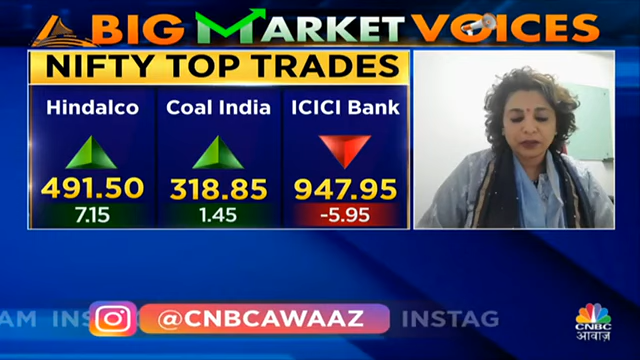 BIG MARKET VOICES
NIFTY TOP TRADES
Hindalco
491.50
7.15
Coal India
318.85
1.45
ICICI Bank
947.95
-5.95
AM INS @CNBCAWAAZ INSTAG
CNBC
आवाज़